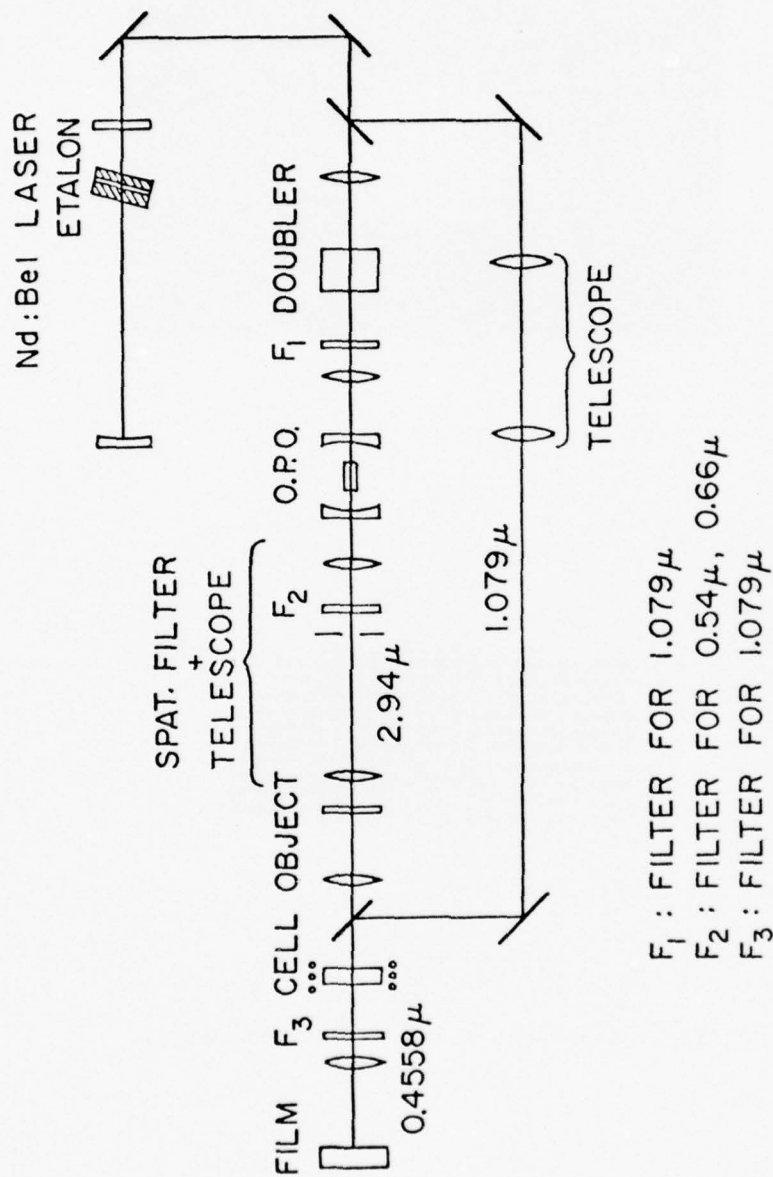 Nd:Bel LASER
ETALON
SPAT. FILTER
+
TELESCOPE
FILM F3 CELL OBJECT F2 O.P.O. F1 DOUBLER
0.4558μ
2.94μ
1.079μ
TELESCOPE
F1 : FILTER FOR 1.079μ
F2 : FILTER FOR 0.54μ, 0.66μ
F3 : FILTER FOR 1.079μ